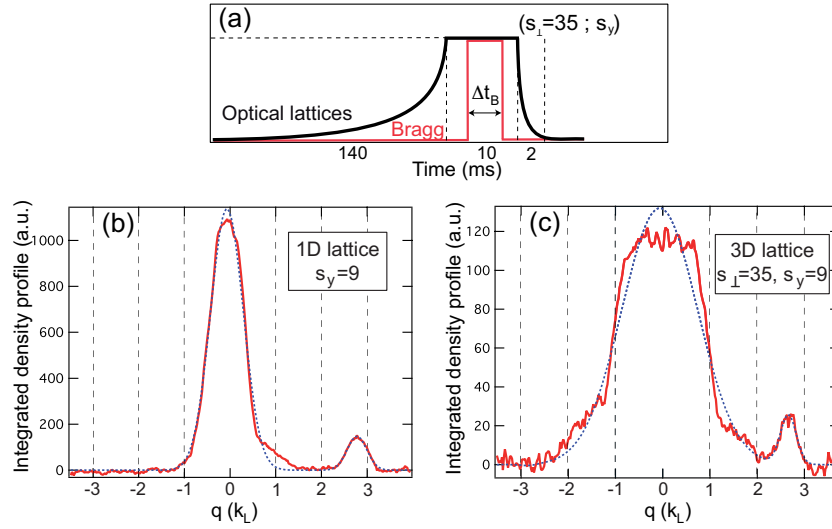 (a)
(s⊥=35 ; sy)
Optical lattices
Bragg
ΔtB
140
10
2
Time (ms)
(b)
1D lattice
sy=9
Integrated density profile (a.u.)
1000
800
600
400
200
0
-3 -2 -1 0 1 2 3
q (kL)
(c)
3D lattice
s⊥=35, sy=9
Integrated density profile (a.u.)
120
100
80
60
40
20
0
-3 -2 -1 0 1 2 3
q (kL)